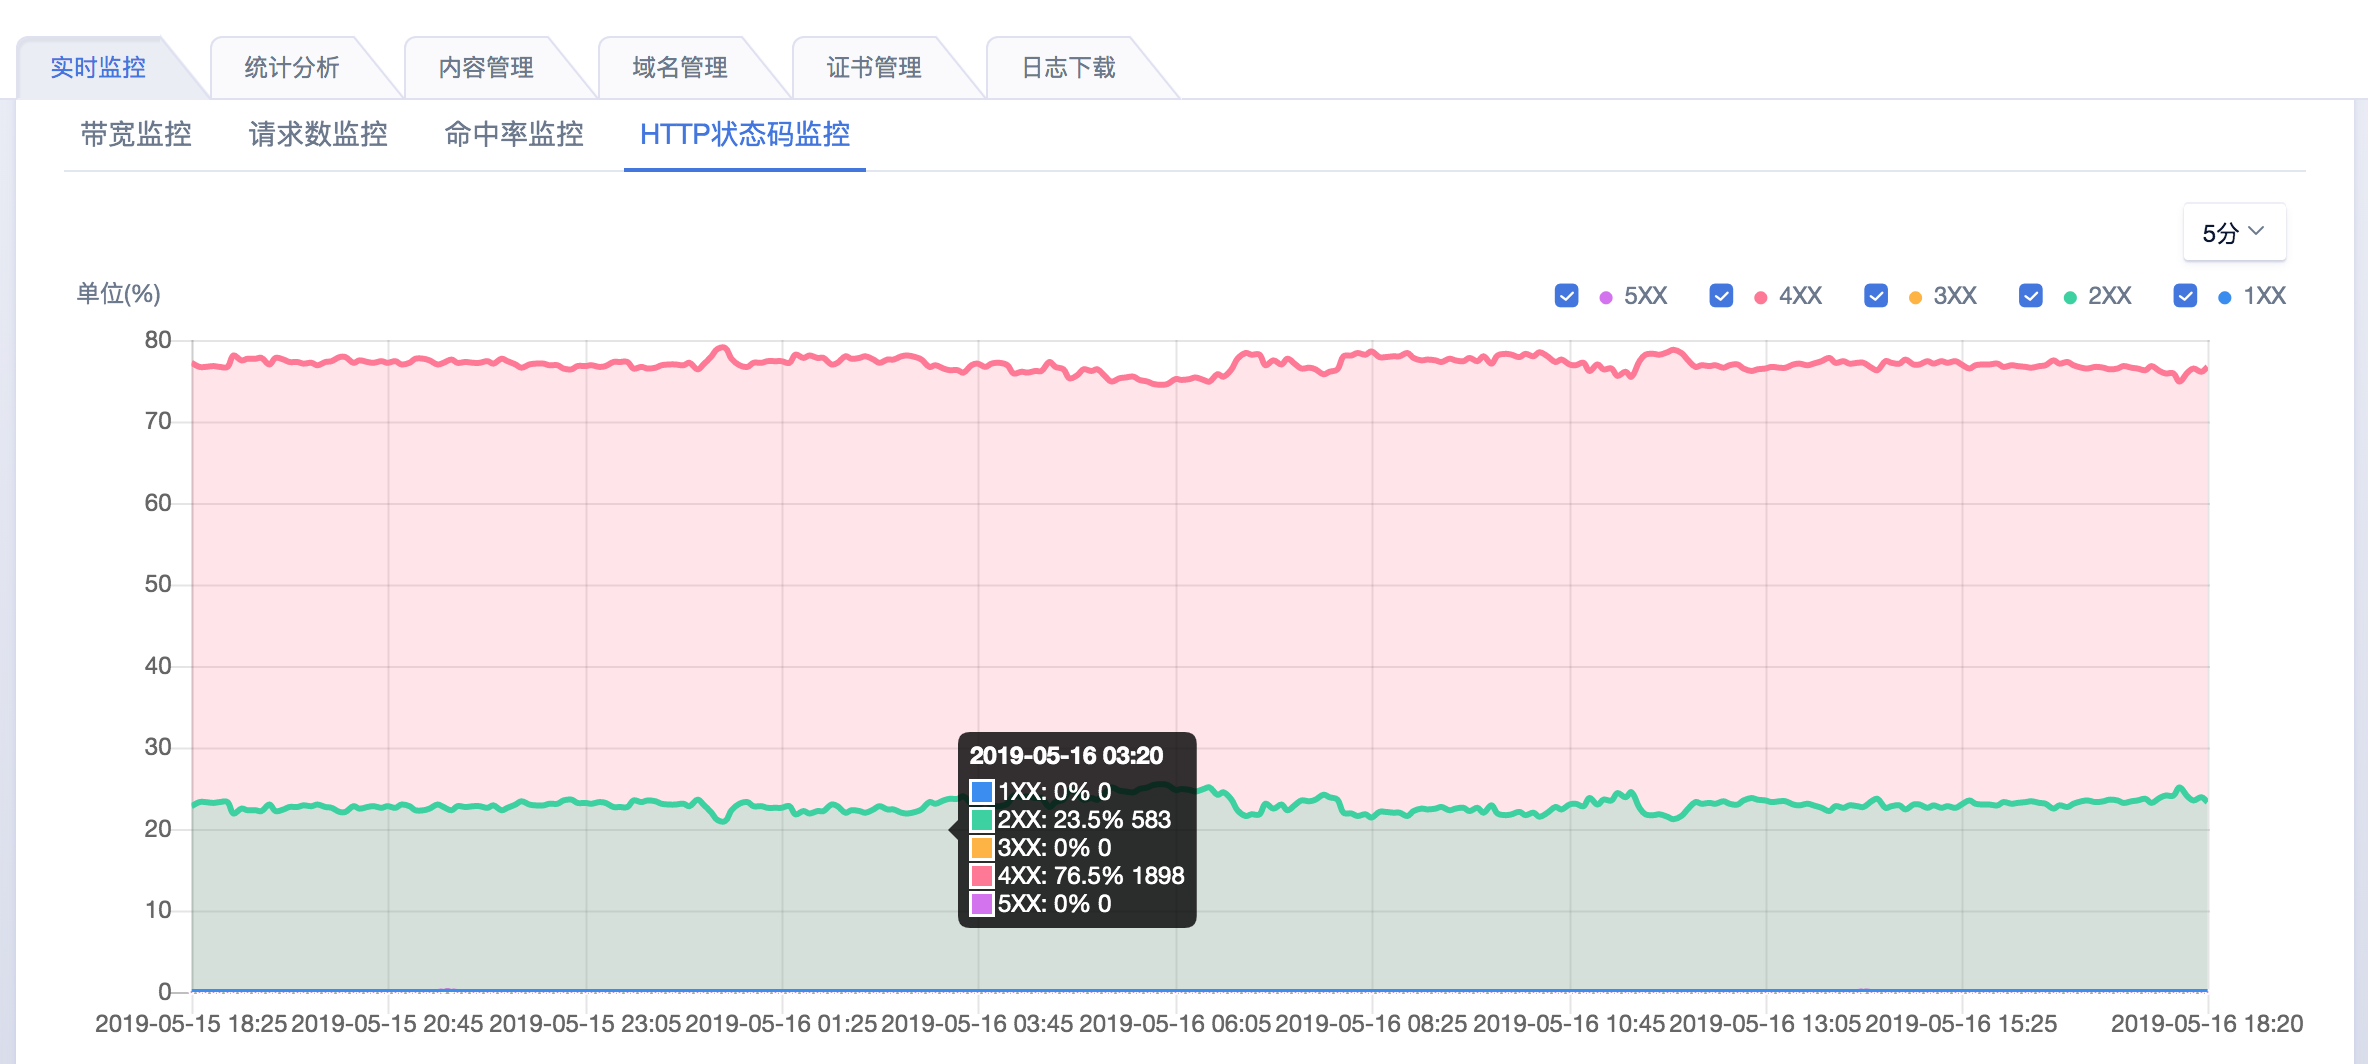 实时监控 统计分析 内容管理 域名管理 证书管理 日志下载
带宽监控 请求数监控 命中率监控 HTTP状态码监控
5分
单位(%) 5XX 4XX 3XX 2XX 1XX
80
70
60
50
40
30
20
10
0
2019-05-16 03:20
1XX: 0% 0
2XX: 23.5% 583
3XX: 0% 0
4XX: 76.5% 1898
5XX: 0% 0
2019-05-15 18:25 2019-05-15 20:45 2019-05-15 23:05 2019-05-16 01:25 2019-05-16 03:45 2019-05-16 06:05 2019-05-16 08:25 2019-05-16 10:45 2019-05-16 13:05 2019-05-16 15:25 2019-05-16 18:20